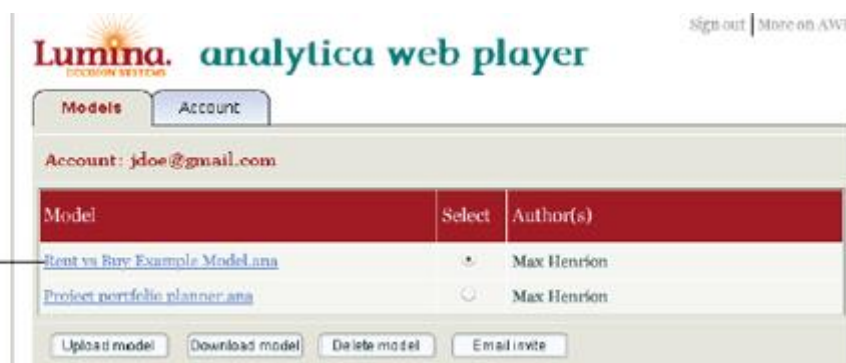 Sign out | More on AW
Lumina. analytica web player
DECISION SYSTEMS
Models Account
Account: jdoe@gmail.com
Model Select Author(s)
Rent vs Buy Example Model.ana Max Henrion
Project portfolio planner.ana Max Henrion
Upload model Download model Delete model Email invite